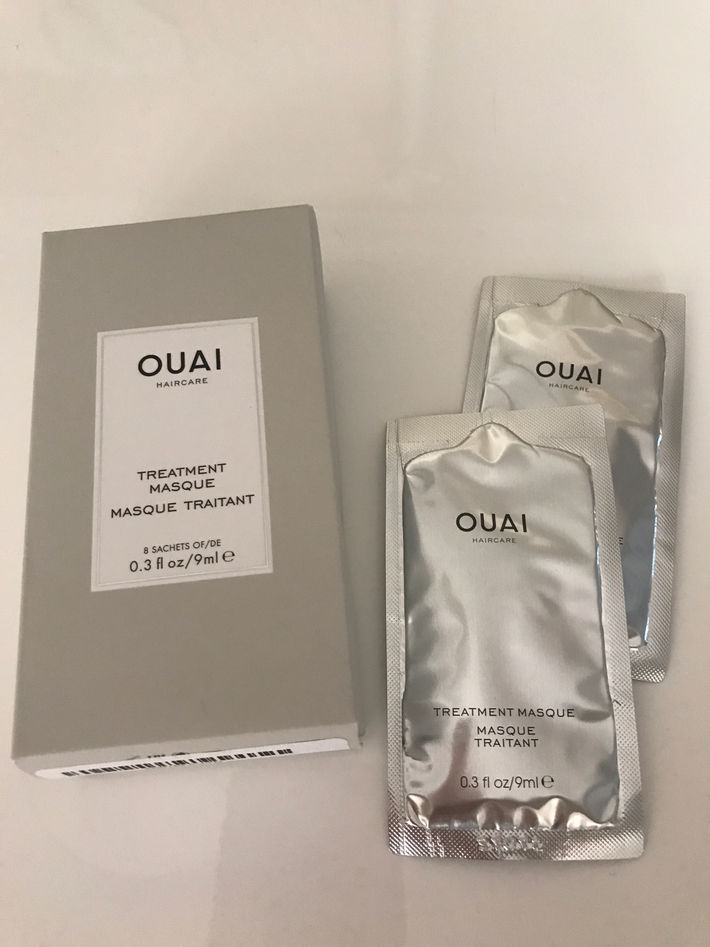 OUAI
HAIRCARE
TREATMENT
MASQUE
MASQUE TRAITANT
8 SACHETS OF/DE
0.3 fl oz/9ml ℮
OUAI
HAIRCARE
OUAI
HAIRCARE
TREATMENT MASQUE
MASQUE
TRAITANT
0.3 fl oz/9ml ℮